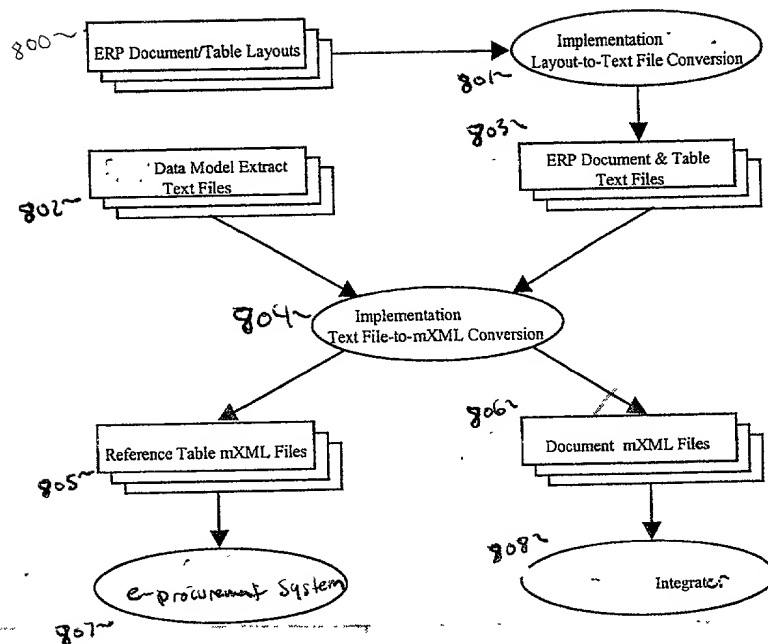 800~
ERP Document/Table Layouts
Implementation
Layout-to-Text File Conversion
801~
803~
Data Model Extract
Text Files
802~
ERP Document & Table
Text Files
804~
Implementation
Text File-to-mXML Conversion
806~
Reference Table mXML Files
805~
Document mXML Files
808~
e-procurement System
807~
Integrator